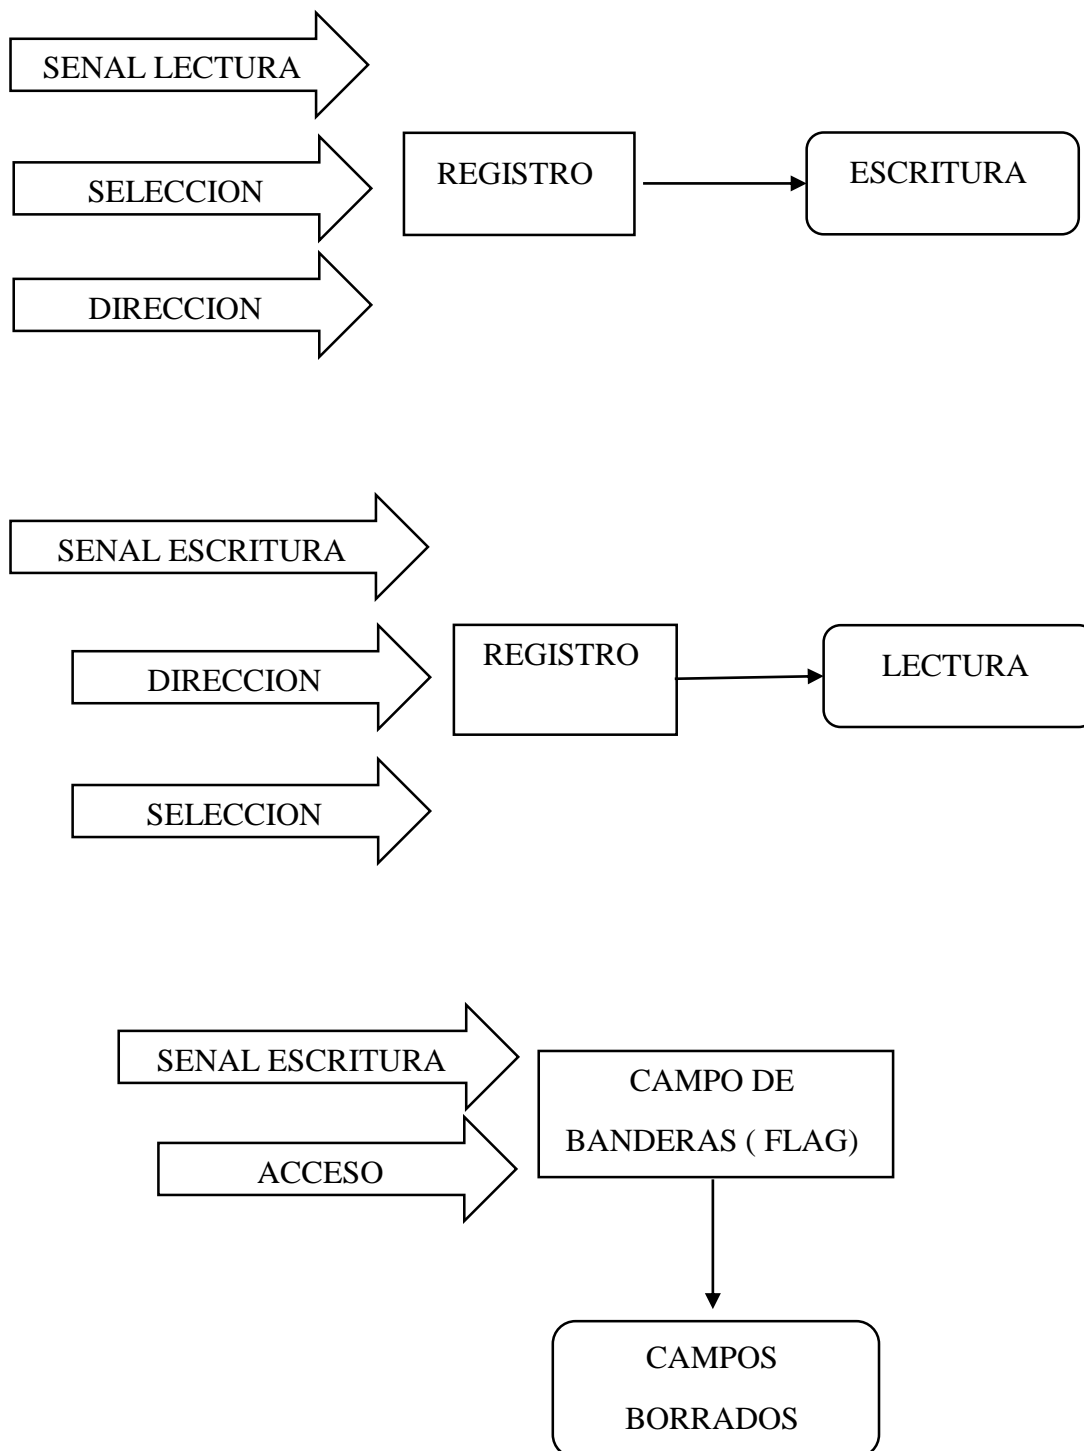 SENAL LECTURA
SELECCION
DIRECCION
REGISTRO
ESCRITURA
SENAL ESCRITURA
DIRECCION
SELECCION
REGISTRO
LECTURA
SENAL ESCRITURA
ACCESO
CAMPO DE
BANDERAS ( FLAG)
CAMPOS
BORRADOS